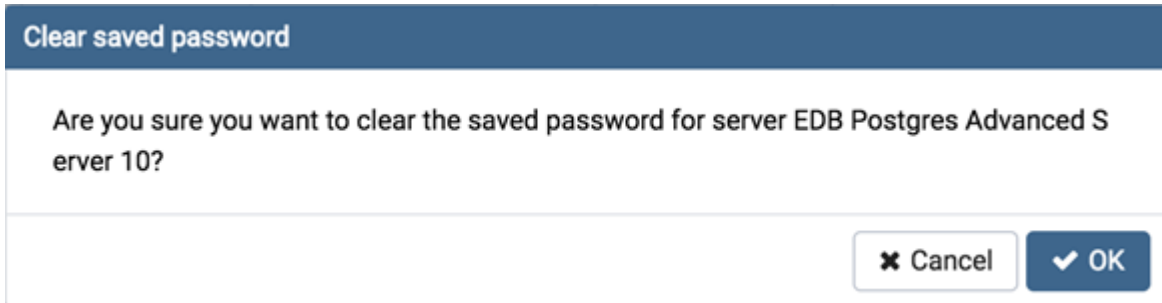 Clear saved password
Are you sure you want to clear the saved password for server EDB Postgres Advanced S
erver 10?
Cancel
OK